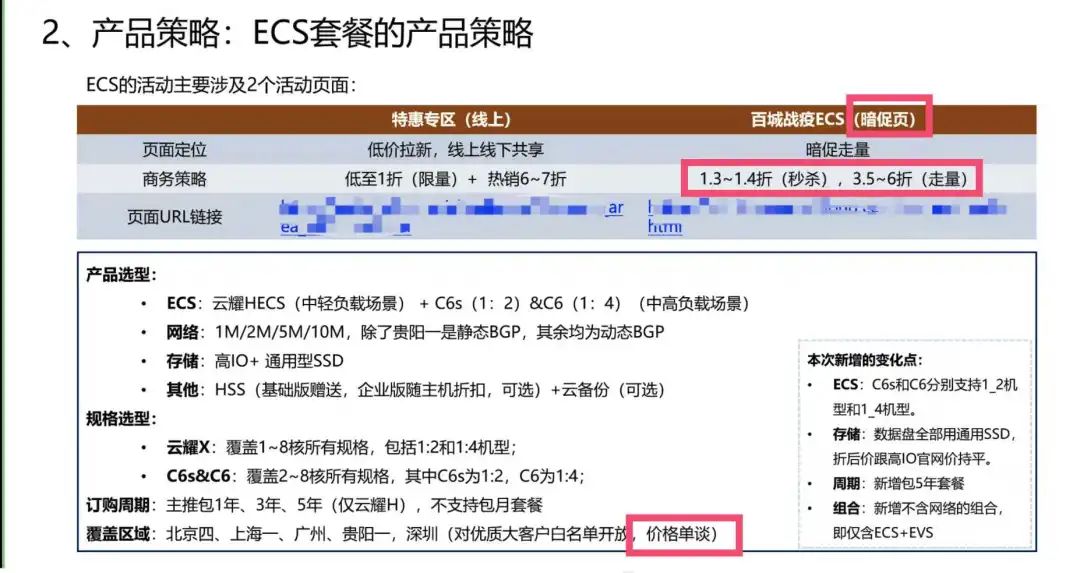 2、产品策略：ECS套餐的产品策略
ECS的活动主要涉及2个活动页面：
特惠专区（线上） 百城战疫ECS（暗促页）
页面定位 低价拉新，线上线下共享 暗促走量
商务策略 低至1折（限量）+ 热销6~7折 1.3~1.4折（秒杀），3.5~6折（走量）
页面URL链接
产品选型：
• ECS：云耀HECS（中轻负载场景） + C6s（1：2）&C6（1：4）（中高负载场景）
• 网络：1M/2M/5M/10M，除了贵阳一是静态BGP，其余均为动态BGP
• 存储：高IO+ 通用型SSD
• 其他：HSS（基础版赠送，企业版随主机折扣，可选）+云备份（可选）
规格选型：
• 云耀X：覆盖1~8核所有规格，包括1:2和1:4机型；
• C6s&C6：覆盖2~8核所有规格，其中C6s为1:2，C6为1:4；
订购周期：主推包1年、3年、5年（仅云耀H），不支持包月套餐
覆盖区域：北京四、上海一、广州、贵阳一，深圳（对优质大客户白名单开放，价格单谈）
本次新增的变化点：
• ECS：C6s和C6分别支持1_2机
型和1_4机型。
• 存储：数据盘全部用通用SSD，
折后价跟高IO官网价持平。
• 周期：新增包5年套餐
• 组合：新增不含网络的组合，
即仅含ECS+EVS